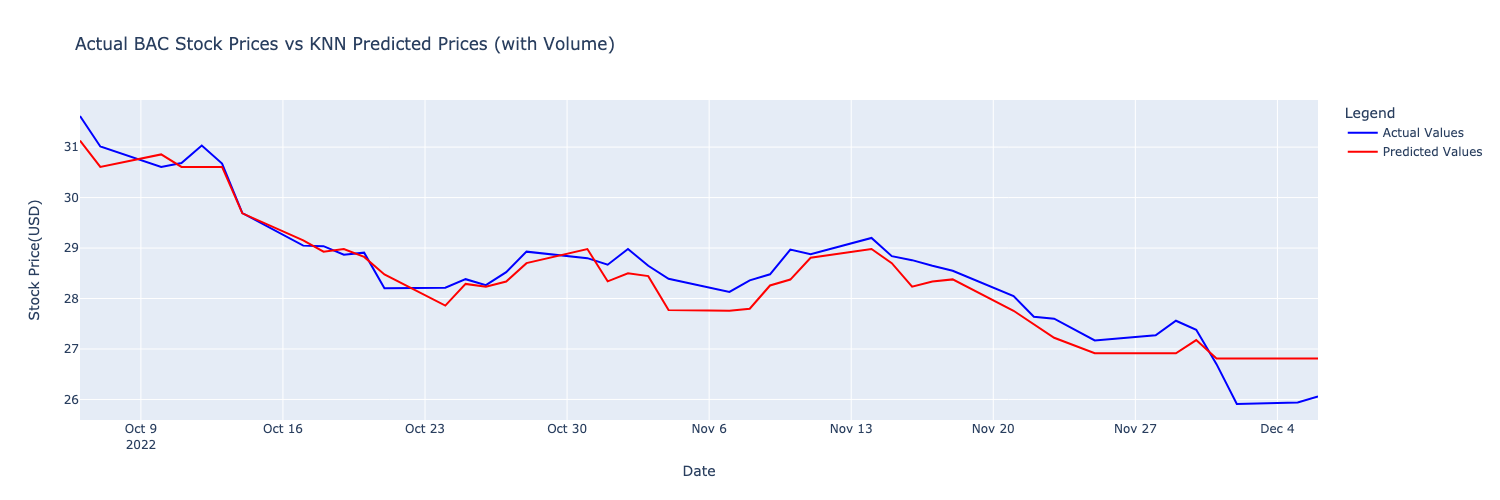 Actual BAC Stock Prices vs KNN Predicted Prices (with Volume)
Legend
Actual Values
Predicted Values
Stock Price(USD)
31
30
29
28
27
26
Oct 9 Oct 16 Oct 23 Oct 30 Nov 6 Nov 13 Nov 20 Nov 27 Dec 4
2022
Date